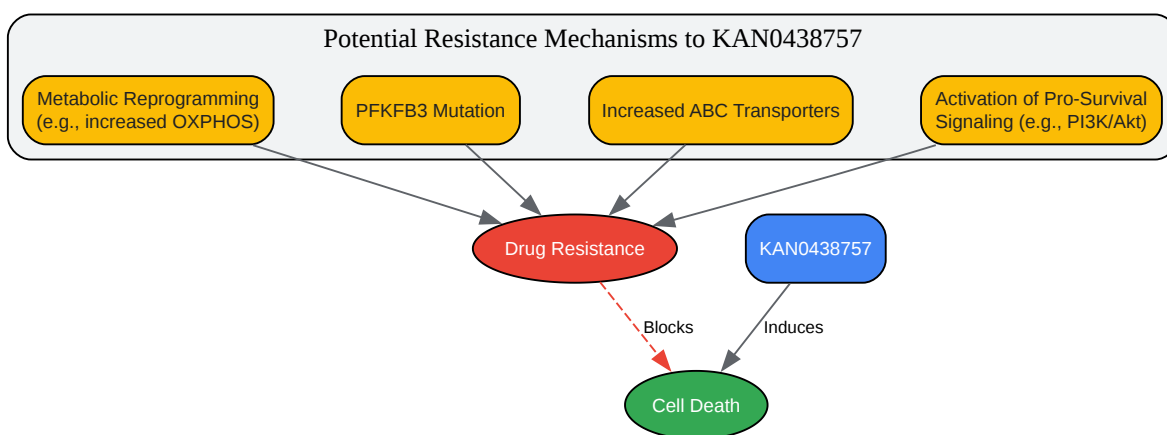 Potential Resistance Mechanisms to KAN0438757
Metabolic Reprogramming
(e.g., increased OXPHOS)
PFKFB3 Mutation
Increased ABC Transporters
Activation of Pro-Survival
Signaling (e.g., PI3K/Akt)
Drug Resistance
KAN0438757
Blocks
Induces
Cell Death